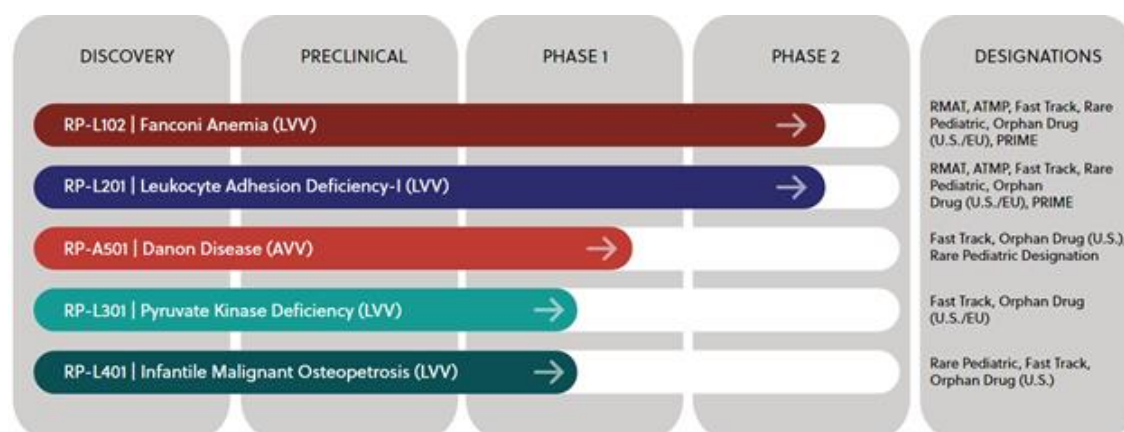 DISCOVERY
PRECLINICAL
PHASE 1
PHASE 2
DESIGNATIONS
RP-L102 | Fanconi Anemia (LVV)
RMAT, ATMP, Fast Track, Rare
Pediatric, Orphan Drug
(U.S./EU), PRIME
RP-L201 | Leukocyte Adhesion Deficiency-I (LVV)
RMAT, ATMP, Fast Track, Rare
Pediatric, Orphan
Drug (U.S./EU), PRIME
RP-A501 | Danon Disease (AVV)
Fast Track, Orphan Drug (U.S.)
Rare Pediatric Designation
RP-L301 | Pyruvate Kinase Deficiency (LVV)
Fast Track, Orphan Drug
(U.S./EU)
RP-L401 | Infantile Malignant Osteopetrosis (LVV)
Rare Pediatric, Fast Track,
Orphan Drug (U.S.)